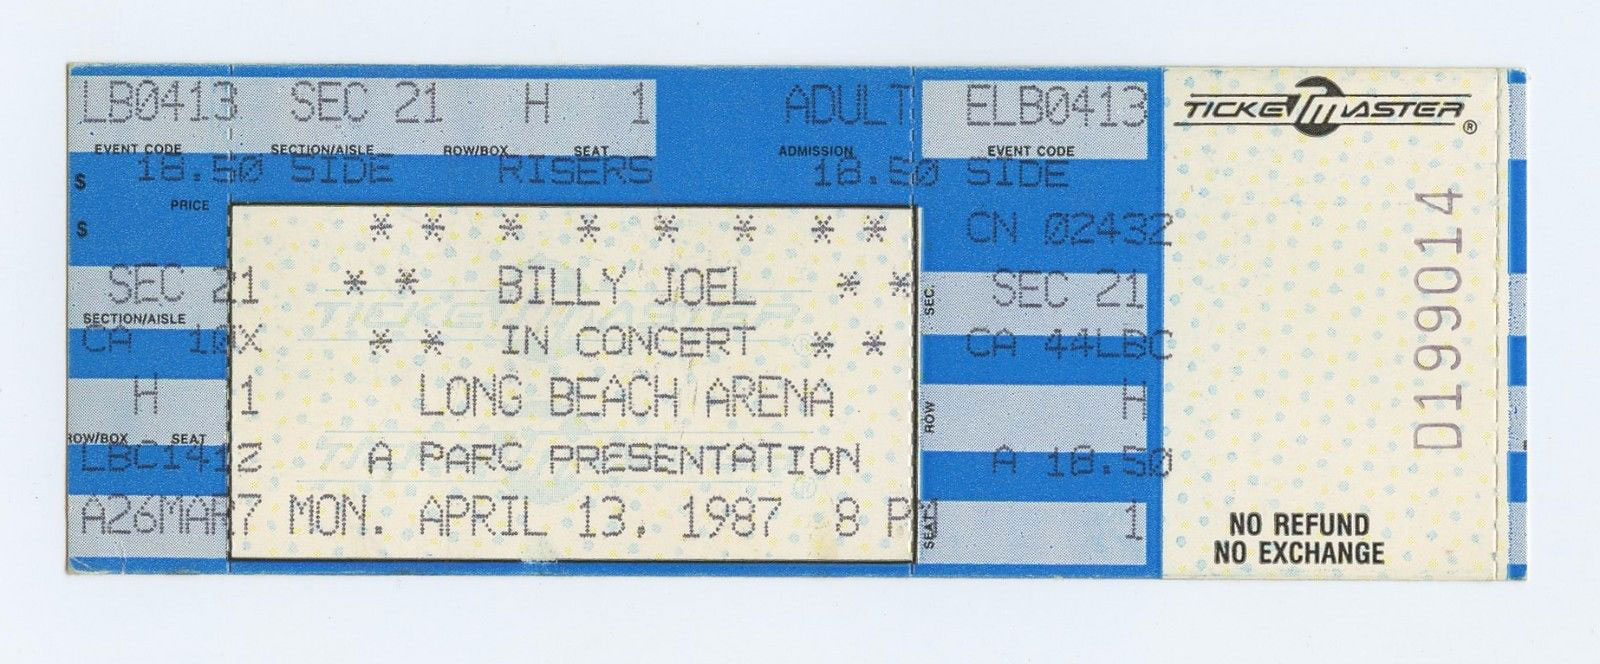 LB0413 SEC 21 H 1 ADULT ELB0413
EVENT CODE SECTION/AISLE ROW/BOX SEAT ADMISSION EVENT CODE
$ 18.50 SIDE RISERS 18.50 SIDE
PRICE
$
CN 02432
* * * * * * * *
SEC 21
SECTION/AISLE
CA 10X
H 1
ROW/BOX SEAT
LBC1412
A26MAR7
* * BILLY JOEL * *
* * IN CONCERT * *
LONG BEACH ARENA
A PARC PRESENTATION
MON. APRIL 13, 1987 8 PM
SEC. SEC 21
CA 44LBC
ROW H
A 18.50
SEAT 1
TICKETMASTER®
D199014
NO REFUND
NO EXCHANGE
TICKETMASTER®
TICKETMASTER®